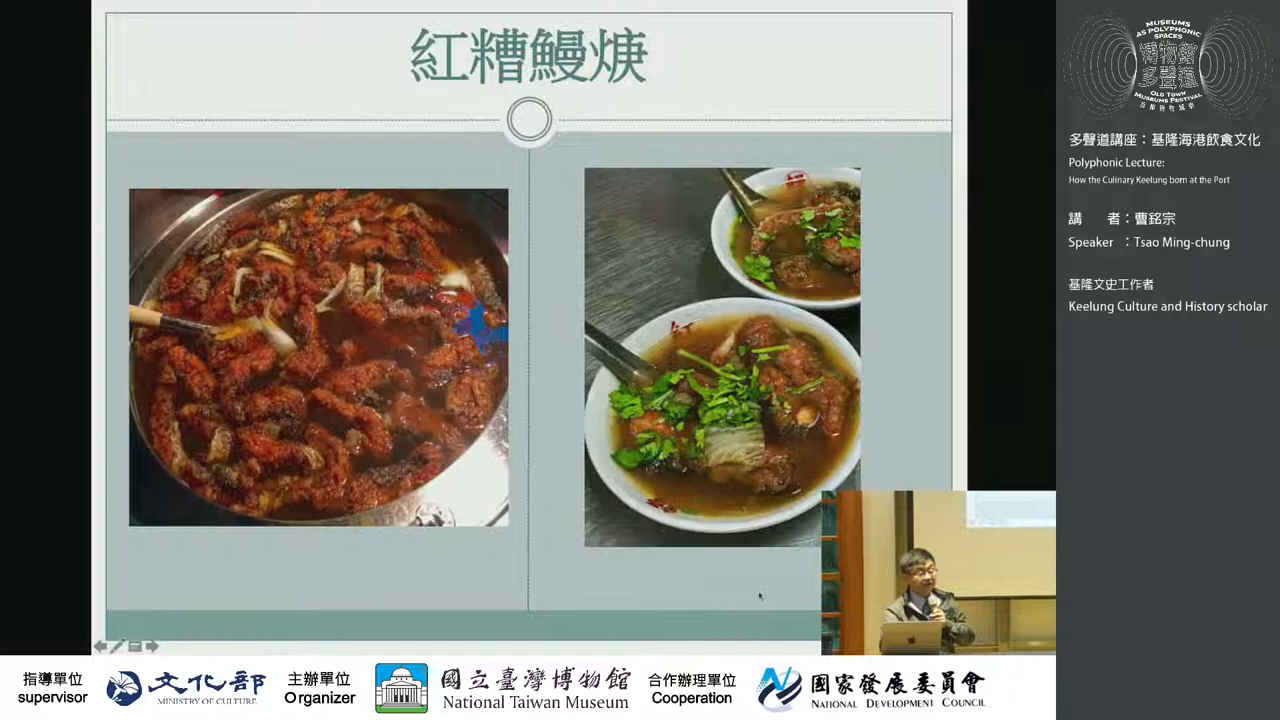 紅糟鰻焿
MUSEUMS
AS POLYPHONIC
SPACES
博物館
多聲道
OLD TOWN
MUSEUMS FESTIVAL
多聲道講座：基隆海港飲食文化
Polyphonic Lecture:
How the Culinary Keelung born at the Port
講　　者：曹銘宗
Speaker ：Tsao Ming-chung
基隆文史工作者
Keelung Culture and History scholar
指導單位
supervisor
文化部
MINISTRY OF CULTURE
主辦單位
Organizer
國立臺灣博物館
National Taiwan Museum
合作辦理單位
Cooperation
國家發展委員會
NATIONAL DEVELOPMENT COUNCIL